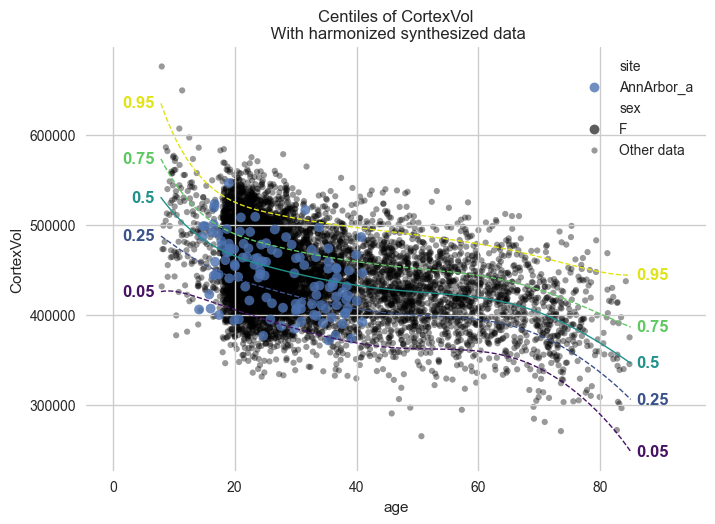 Centiles of CortexVol
With harmonized synthesized data
site
AnnArbor_a
sex
F
Other data
0.95
0.75
0.5
0.25
0.05
0.95
0.75
0.5
0.25
0.05
600000
500000
400000
300000
CortexVol
0
20
40
60
80
age